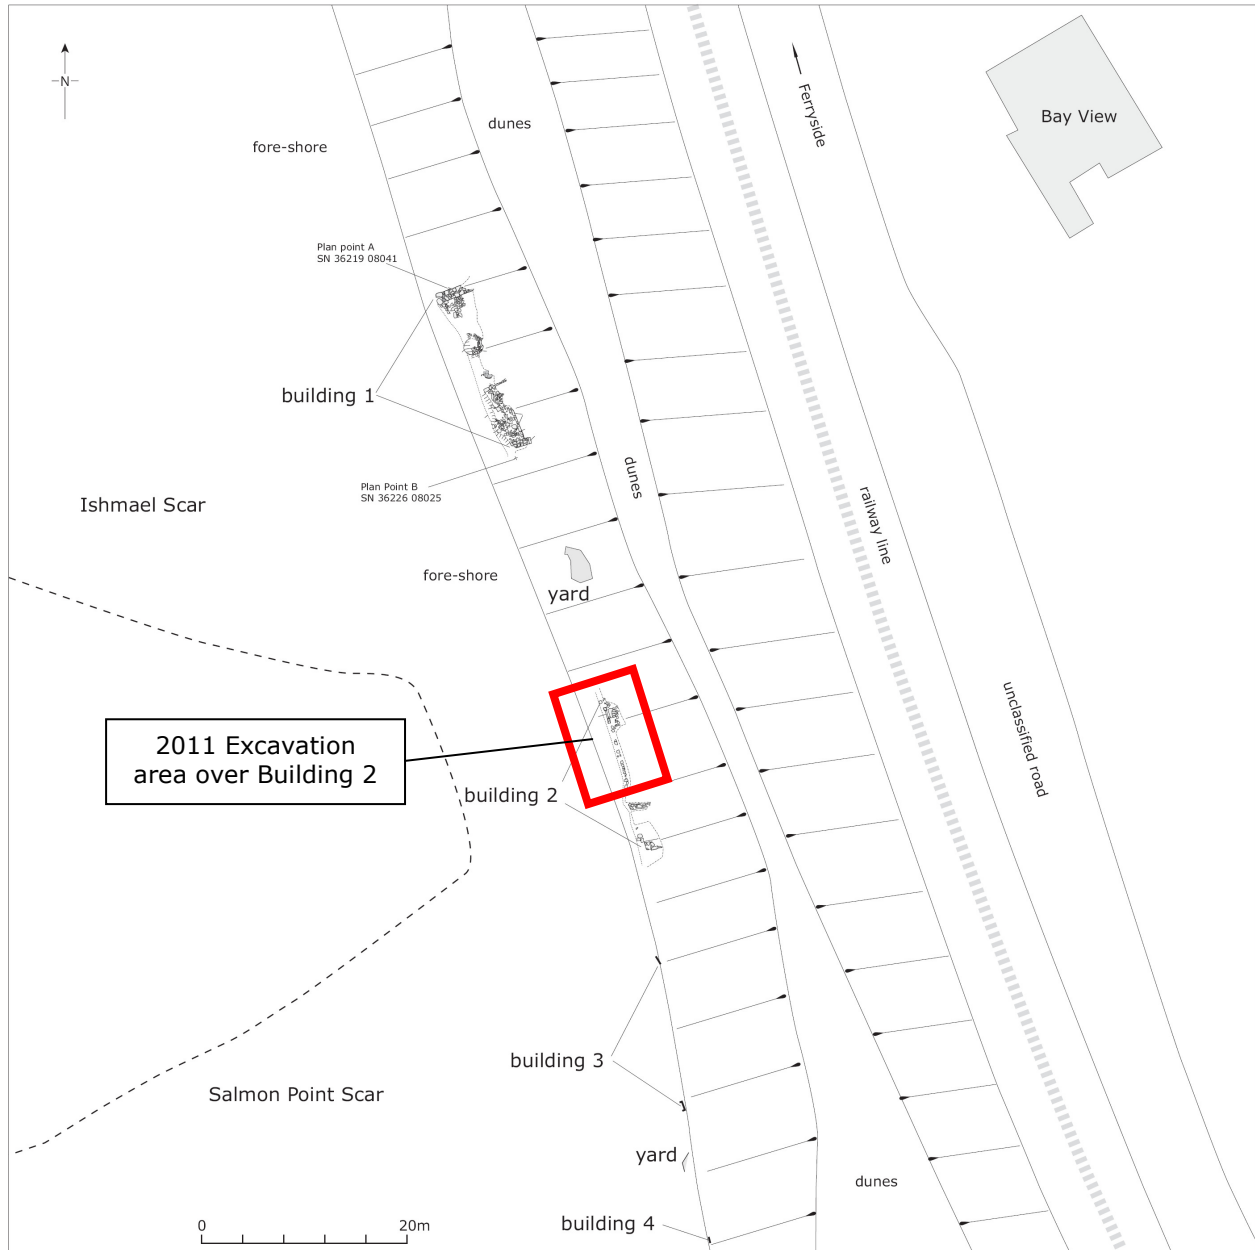 N
Ferryside
Bay View
dunes
fore-shore
Plan point A
SN 36219 08041
building 1
dunes
Plan Point B
SN 36226 08025
Ishmael Scar
railway line
fore-shore
yard
unclassified road
2011 Excavation
area over Building 2
building 2
building 3
Salmon Point Scar
yard
dunes
building 4
0 20m